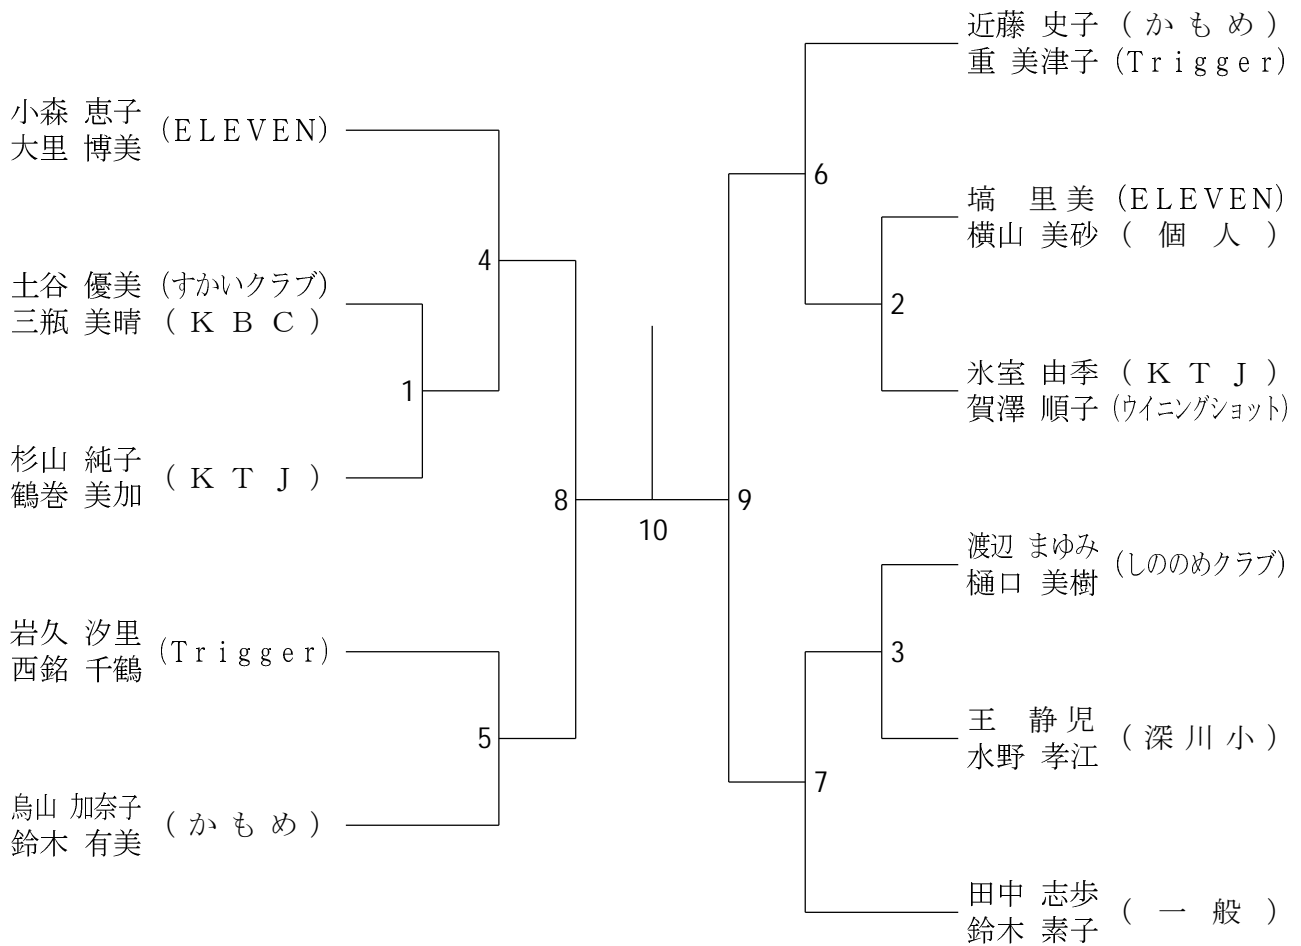 小森 恵子
大里 博美
(ELEVEN)
4
土谷 優美 (すかいクラブ)
三瓶 美晴 (KBC)
1
杉山 純子
鶴巻 美加
(KTJ)
8
岩久 汐里
西銘 千鶴
(Trigger)
5
烏山 加奈子
鈴木 有美
(かもめ)
10
近藤 史子 (かもめ)
重 美津子 (Trigger)
6
塙 里美 (ELEVEN)
横山 美砂 (個人)
2
氷室 由季 (KTJ)
賀澤 順子 (ウイニングショット)
9
渡辺 まゆみ
樋口 美樹
(しののめクラブ)
3
王 静児
水野 孝江
(深川小)
7
田中 志歩
鈴木 素子
(一般)